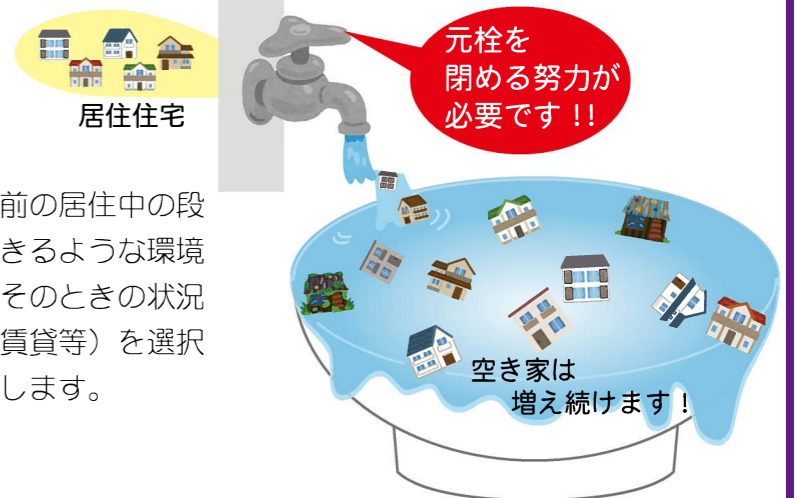 元栓を
閉める努力が
必要です!!
居住住宅
前の居住中の段
きるような環境
そのときの状況
賃貸等）を選択
します。
空き家は
増え続けます!